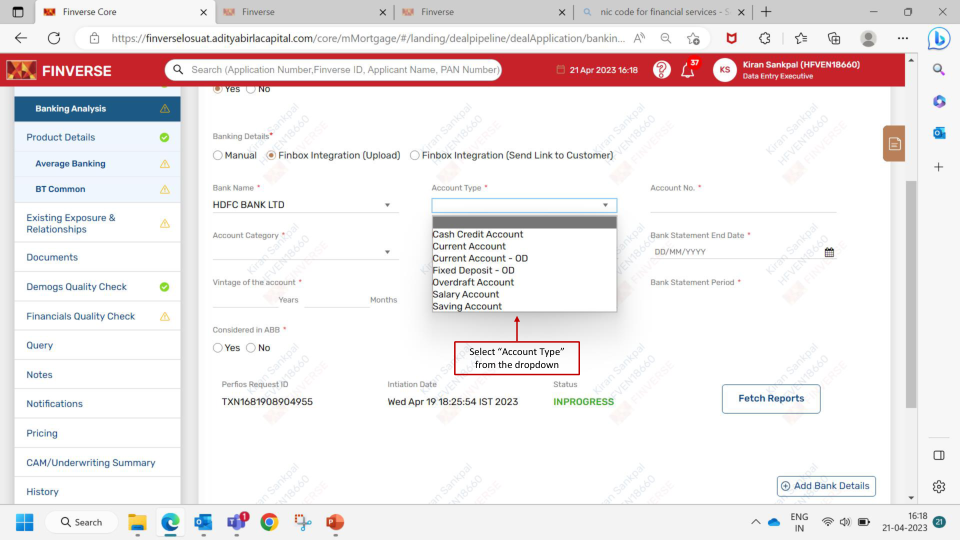 Finverse Core
Finverse
Finverse
nic code for financial services - S
https://finverselosuat.adityabirlacapital.com/core/mMortgage/#/landing/dealpipeline/dealApplication/bankin...
FINVERSE
Search (Application Number,Finverse ID, Applicant Name, PAN Number)
21 Apr 2023 16:18
37
KS
Kiran Sankpal (HFVEN18660)
Data Entry Executive
Banking Analysis
Product Details
Average Banking
BT Common
Existing Exposure &
Relationships
Documents
Demogs Quality Check
Financials Quality Check
Query
Notes
Notifications
Pricing
CAM/Underwriting Summary
History
Yes No
Banking Details*
Manual Finbox Integration (Upload) Finbox Integration (Send Link to Customer)
Bank Name * Account Type * Account No. *
HDFC BANK LTD
Account Category * Bank Statement End Date *
DD/MM/YYYY
Cash Credit Account
Current Account
Current Account - OD
Fixed Deposit - OD
Overdraft Account
Salary Account
Saving Account
Vintage of the account * Bank Statement Period *
Years Months
Considered in ABB *
Yes No
Select “Account Type”
from the dropdown
Perfios Request ID Intiation Date Status
TXN1681908904955 Wed Apr 19 18:25:54 IST 2023 INPROGRESS
Fetch Reports
Add Bank Details
Kiran Sankpal
HFVEN18660
FINVERSE
Search
1
ENG
IN
16:18
21-04-2023
21